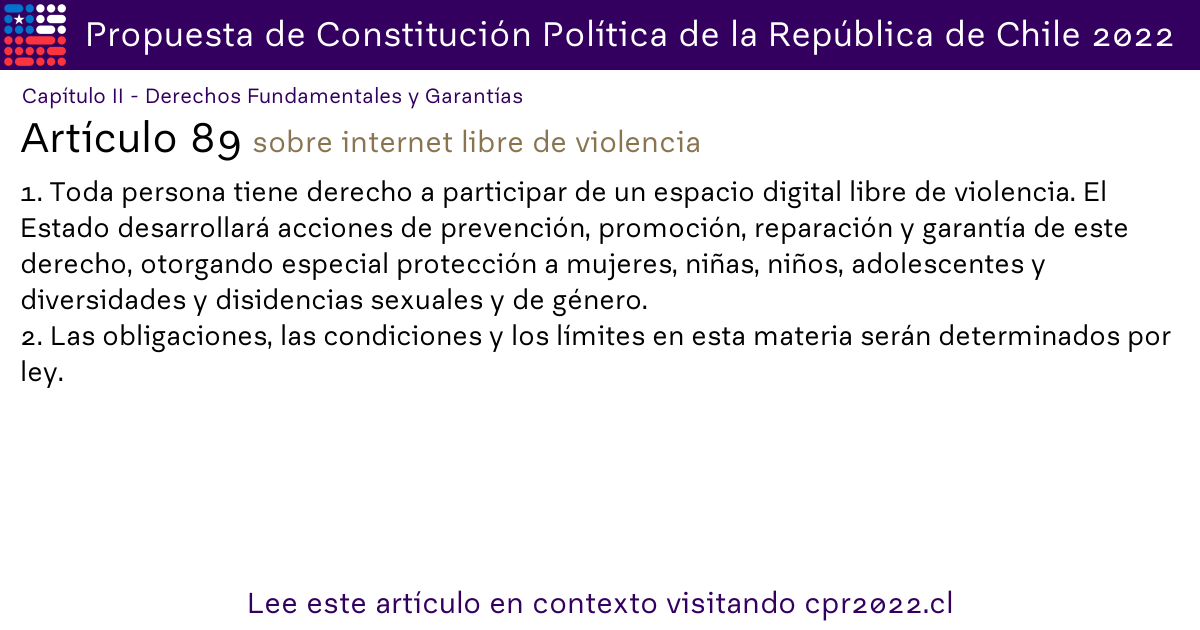 Propuesta de Constitución Política de la República de Chile 2022
Capítulo II - Derechos Fundamentales y Garantías
Artículo 89 sobre internet libre de violencia
1. Toda persona tiene derecho a participar de un espacio digital libre de violencia. El
Estado desarrollará acciones de prevención, promoción, reparación y garantía de este
derecho, otorgando especial protección a mujeres, niñas, niños, adolescentes y
diversidades y disidencias sexuales y de género.
2. Las obligaciones, las condiciones y los límites en esta materia serán determinados por
ley.
Lee este artículo en contexto visitando cpr2022.cl